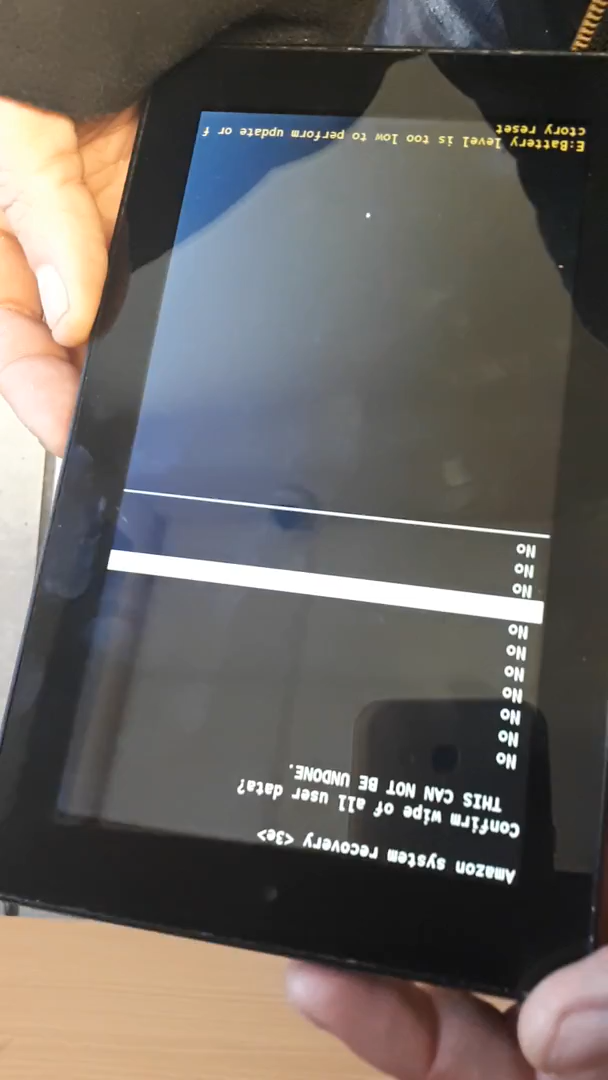 Amazon system recovery <3e>
Confirm wipe of all user data?
THIS CAN NOT BE UNDONE.
No
No
No
No
No
No
No
No
No
No
E:Battery level is too low to perform update or f
ctory reset